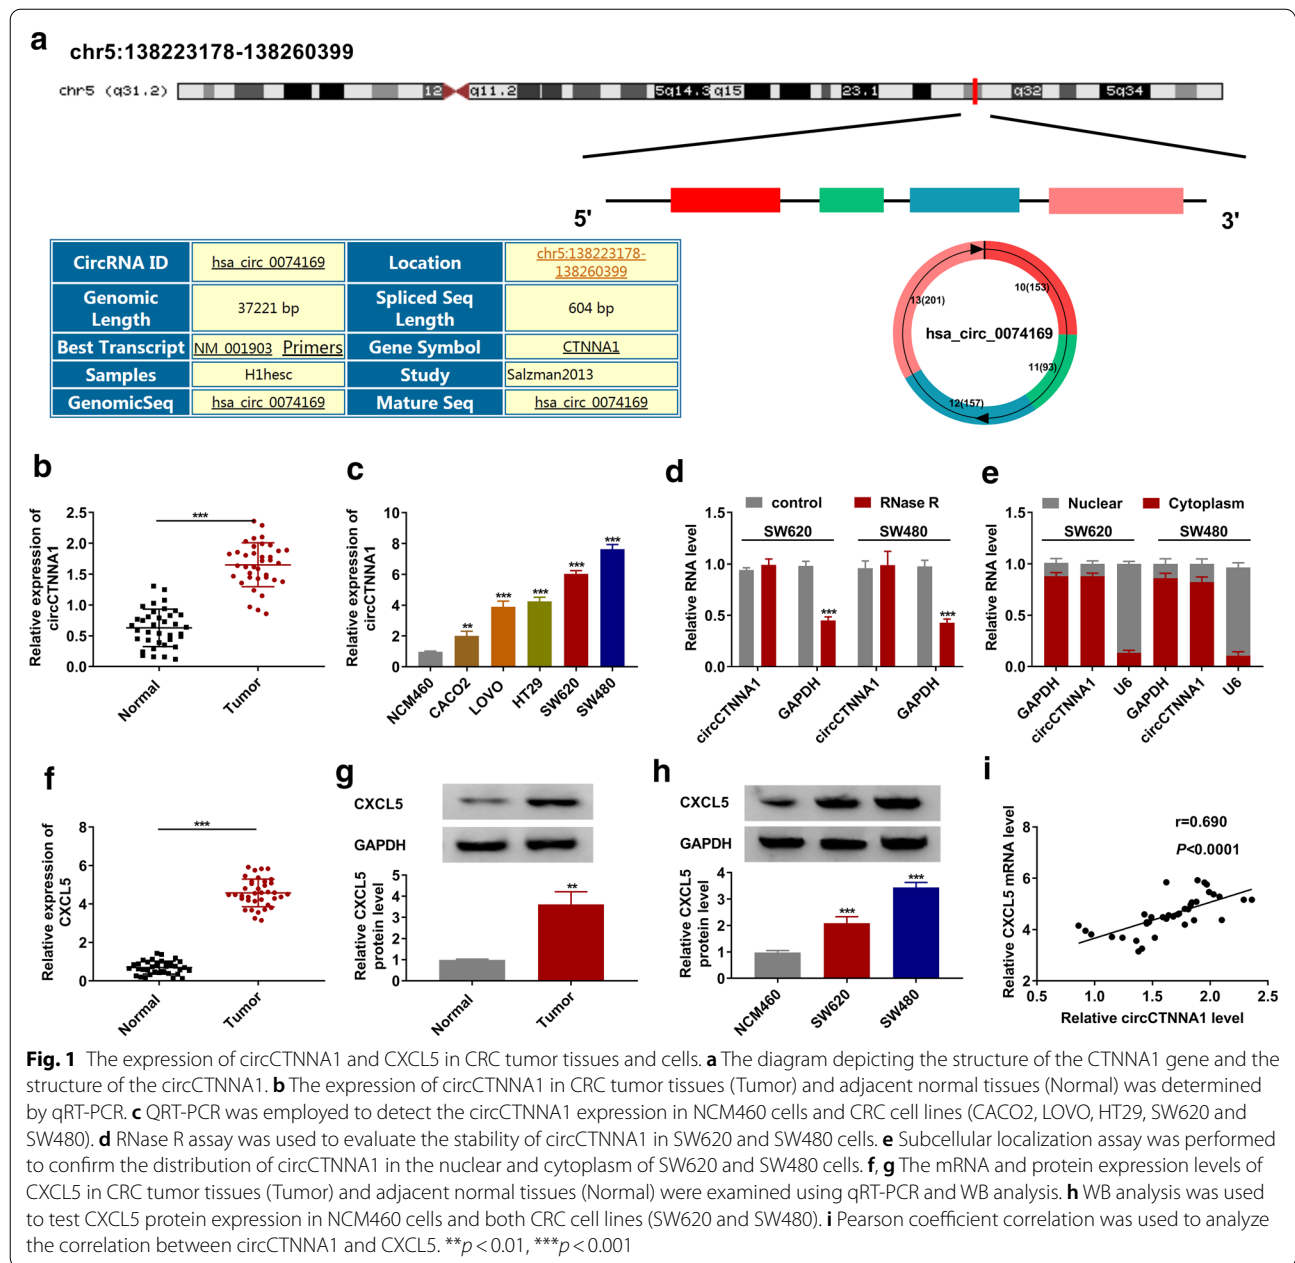 a
chr5:138223178-138260399
chr5 (q31.2)
12 q11.2 5q14.3 q15 23.1 q32 5q34
5' 3'
CircRNA ID hsa_circ_0074169 Location chr5:138223178-
138260399
Genomic
Length 37221 bp Spliced Seq
Length 604 bp
Best Transcript NM_001903 Primers Gene Symbol CTNNA1
Samples H1hesc Study Salzman2013
GenomicSeq hsa_circ_0074169 Mature Seq hsa_circ_0074169
13(201) 10(153)
hsa_circ_0074169
11(93)
12(157)
b
Relative expression of
circCTNNA1
2.5
2.0
1.5
1.0
0.5
0.0
***
Normal Tumor
c
Relative expression of
circCTNNA1
10
8
6
4
2
0
** *** *** *** ***
NCM460 CACO2 LOVO HT29 SW620 SW480
d
control RNase R
SW620 SW480
Relative RNA level
1.5
1.0
0.5
0.0
*** ***
circCTNNA1 GAPDH circCTNNA1 GAPDH
e
Nuclear Cytoplasm
SW620 SW480
Relative RNA level
1.5
1.0
0.5
0.0
GAPDH circCTNNA1 U6 GAPDH circCTNNA1 U6
f
Relative expression of
CXCL5
8
6
4
2
0
***
Normal Tumor
g
CXCL5
GAPDH
Relative CXCL5
protein level
5
4
3
2
1
0
**
Normal Tumor
h
CXCL5
GAPDH
Relative CXCL5
protein level
4
3
2
1
0
*** ***
NCM460 SW620 SW480
i
Relative CXCL5 mRNA level
8
6
4
2
r=0.690
P<0.0001
0.5 1.0 1.5 2.0 2.5
Relative circCTNNA1 level
Fig. 1 The expression of circCTNNA1 and CXCL5 in CRC tumor tissues and cells. a The diagram depicting the structure of the CTNNA1 gene and the
structure of the circCTNNA1. b The expression of circCTNNA1 in CRC tumor tissues (Tumor) and adjacent normal tissues (Normal) was determined
by qRT-PCR. c QRT-PCR was employed to detect the circCTNNA1 expression in NCM460 cells and CRC cell lines (CACO2, LOVO, HT29, SW620 and
SW480). d RNase R assay was used to evaluate the stability of circCTNNA1 in SW620 and SW480 cells. e Subcellular localization assay was performed
to confirm the distribution of circCTNNA1 in the nuclear and cytoplasm of SW620 and SW480 cells. f, g The mRNA and protein expression levels of
CXCL5 in CRC tumor tissues (Tumor) and adjacent normal tissues (Normal) were examined using qRT-PCR and WB analysis. h WB analysis was used
to test CXCL5 protein expression in NCM460 cells and both CRC cell lines (SW620 and SW480). i Pearson coefficient correlation was used to analyze
the correlation between circCTNNA1 and CXCL5. **p < 0.01, ***p < 0.001